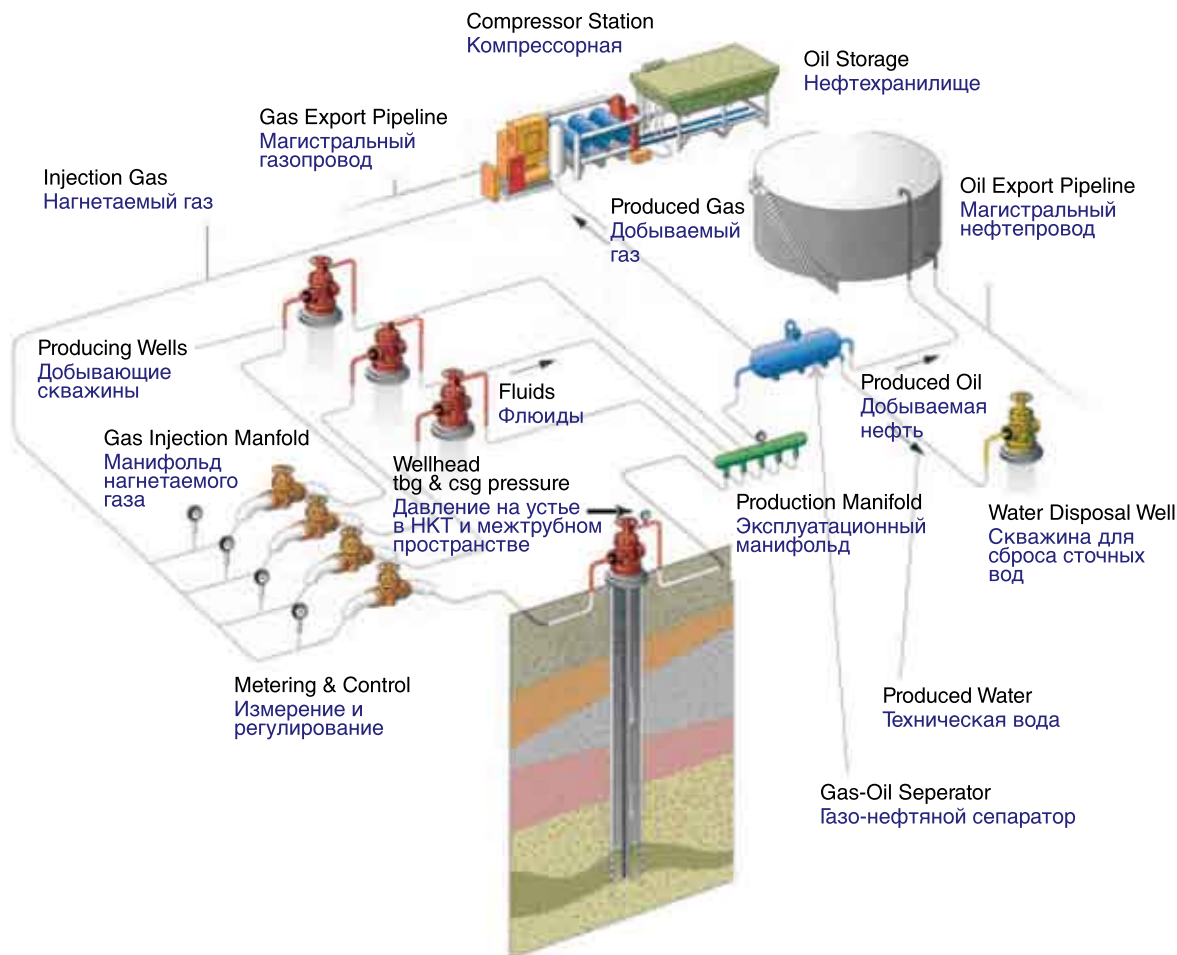 Compressor Station
Компрессорная
Oil Storage
Нефтехранилище
Gas Export Pipeline
Магистральный
газопровод
Injection Gas
Нагнетаемый газ
Produced Gas
Добываемый
газ
Oil Export Pipeline
Магистральный
нефтепровод
Producing Wells
Добывающие
скважины
Fluids
Флюиды
Produced Oil
Добываемая
нефть
Gas Injection Manfold
Манифольд
нагнетаемого
газа
Wellhead
tbg & csg pressure
Давление на устье
в НКТ и межтрубном
пространстве
Production Manifold
Эксплуатационный
манифольд
Water Disposal Well
Скважина для
сброса сточных
вод
Metering & Control
Измерение и
регулирование
Produced Water
Техническая вода
Gas-Oil Seperator
Газо-нефтяной сепаратор